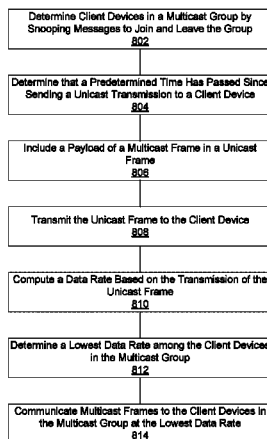 Determine Client Devices in a Multicast Group by
Snooping Messages to Join and Leave the Group
802
Determine that a Predetermined Time Has Passed Since
Sending a Unicast Transmission to a Client Device
804
Include a Payload of a Multicast Frame in a Unicast
Frame
806
Transmit the Unicast Frame to the Client Device
808
Compute a Data Rate Based on the Transmission of the
Unicast Frame
810
Determine a Lowest Data Rate among the Client Devices
in the Multicast Group
812
Communicate Multicast Frames to the Client Devices in
the Multicast Group at the Lowest Data Rate
814